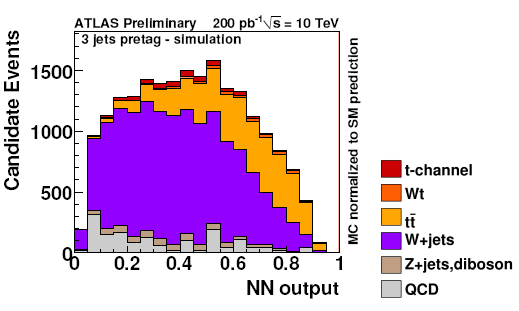 ATLAS Preliminary 200 pb⁻¹ √s = 10 TeV
3 jets pretag - simulation
Candidate Events
1500
1000
500
0
0 0.2 0.4 0.6 0.8 1
NN output
MC normalized to SM prediction
t-channel
Wt
tt̄
W+jets
Z+jets,diboson
QCD